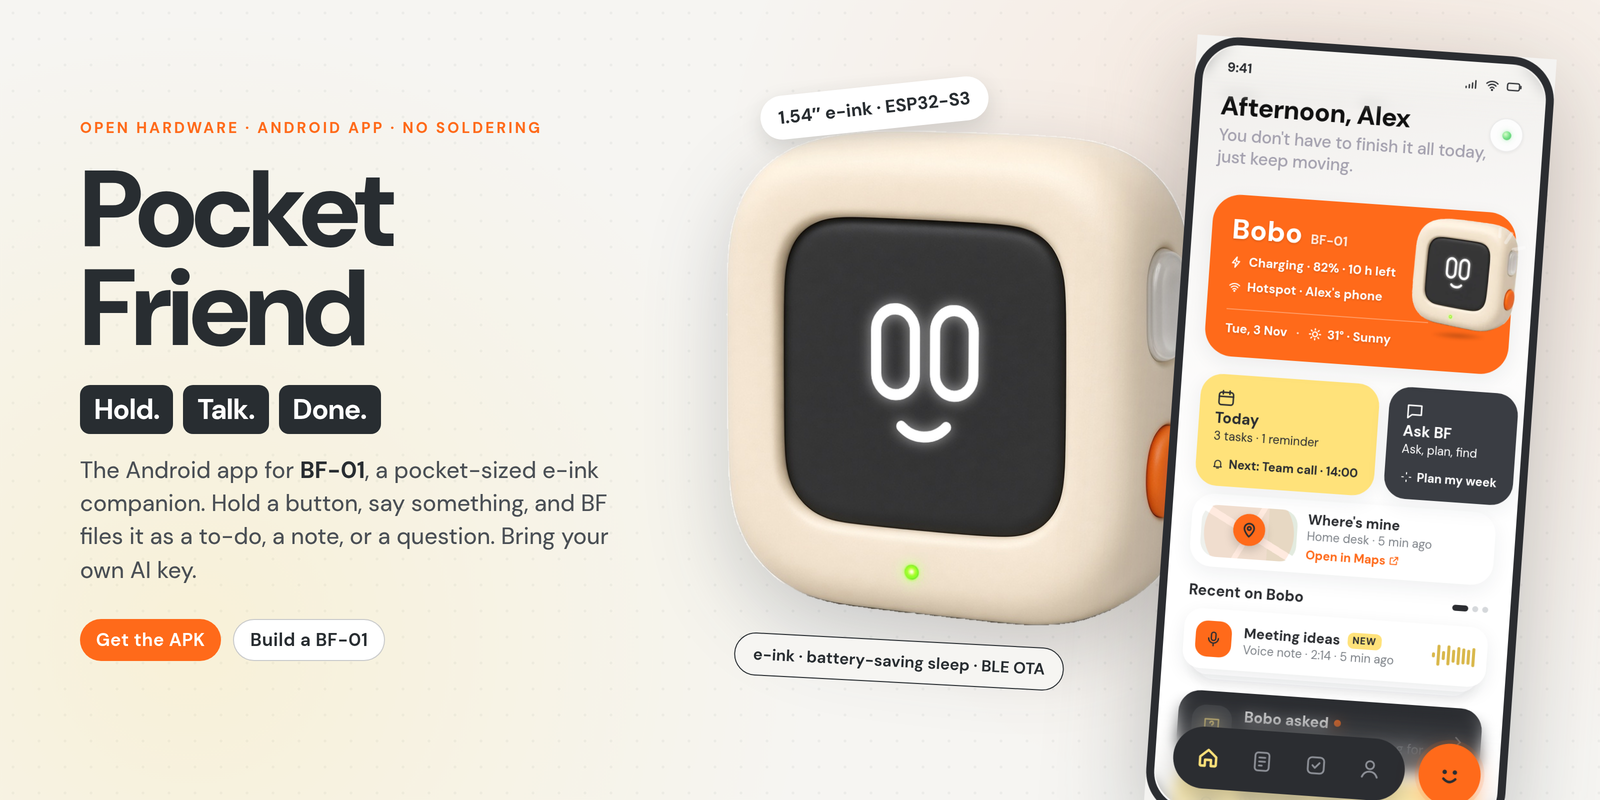 OPEN HARDWARE · ANDROID APP · NO SOLDERING
Pocket
Friend
Hold. Talk. Done.
The Android app for BF-01, a pocket-sized e-ink
companion. Hold a button, say something, and BF
files it as a to-do, a note, or a question. Bring your
own AI key.
Get the APK
Build a BF-01
1.54″ e-ink · ESP32-S3
e-ink · battery-saving sleep · BLE OTA
9:41
Afternoon, Alex
You don't have to finish it all today,
just keep moving.
Bobo BF-01
Charging · 82% · 10 h left
Hotspot · Alex's phone
Tue, 3 Nov · 31° · Sunny
Today
3 tasks · 1 reminder
Next: Team call · 14:00
Ask BF
Ask, plan, find
Plan my week
Where's mine
Home desk · 5 min ago
Open in Maps
Recent on Bobo
Meeting ideas NEW
Voice note · 2:14 · 5 min ago
Bobo asked